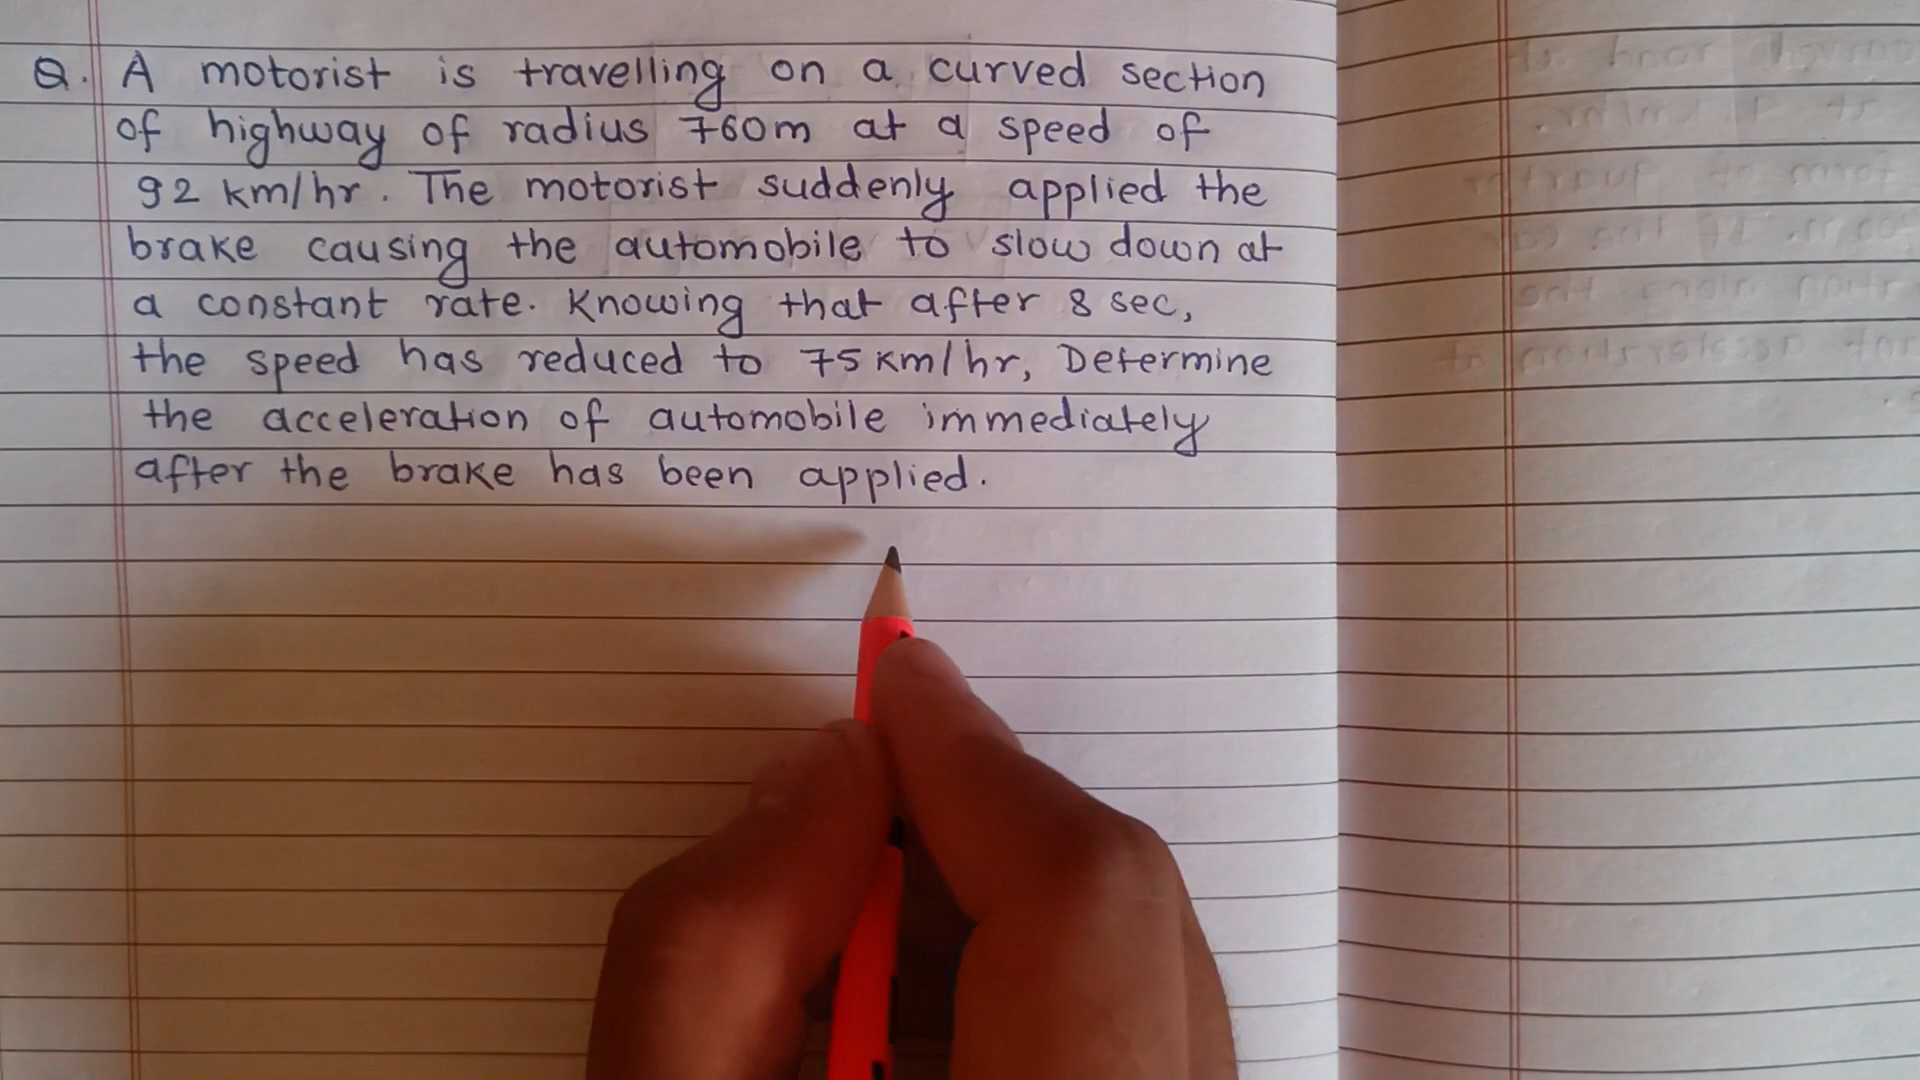 Q. A motorist is travelling on a curved section
of highway of radius 760m at a speed of
92 km/hr. The motorist suddenly applied the
brake causing the automobile to slow down at
a constant rate. Knowing that after 8 sec,
the speed has reduced to 75 km/hr, Determine
the acceleration of automobile immediately
after the brake has been applied.